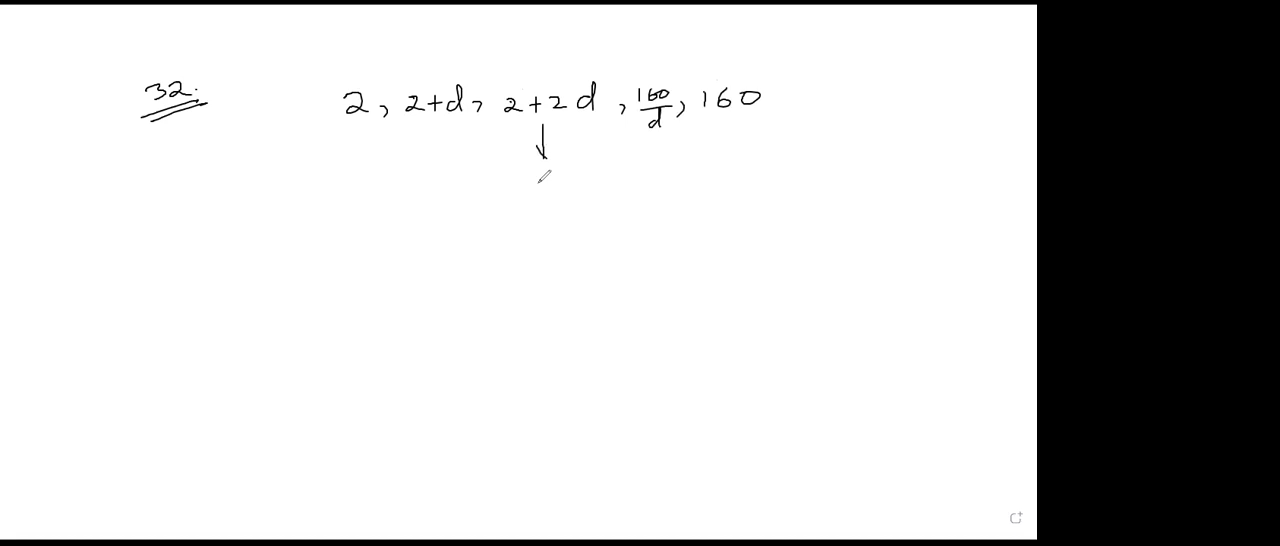 32. 2, 2+d, 2+2d, 160/d, 160